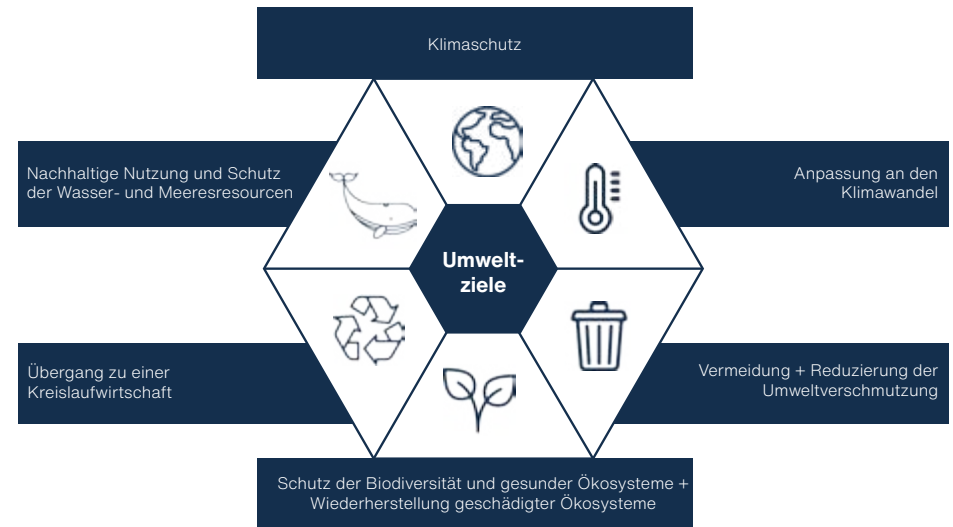 Klimaschutz
Nachhaltige Nutzung und Schutz
der Wasser- und Meeresresourcen
Anpassung an den
Klimawandel
Umwelt-
ziele
Übergang zu einer
Kreislaufwirtschaft
Vermeidung + Reduzierung der
Umweltverschmutzung
Schutz der Biodiversität und gesunder Ökosysteme +
Wiederherstellung geschädigter Ökosysteme